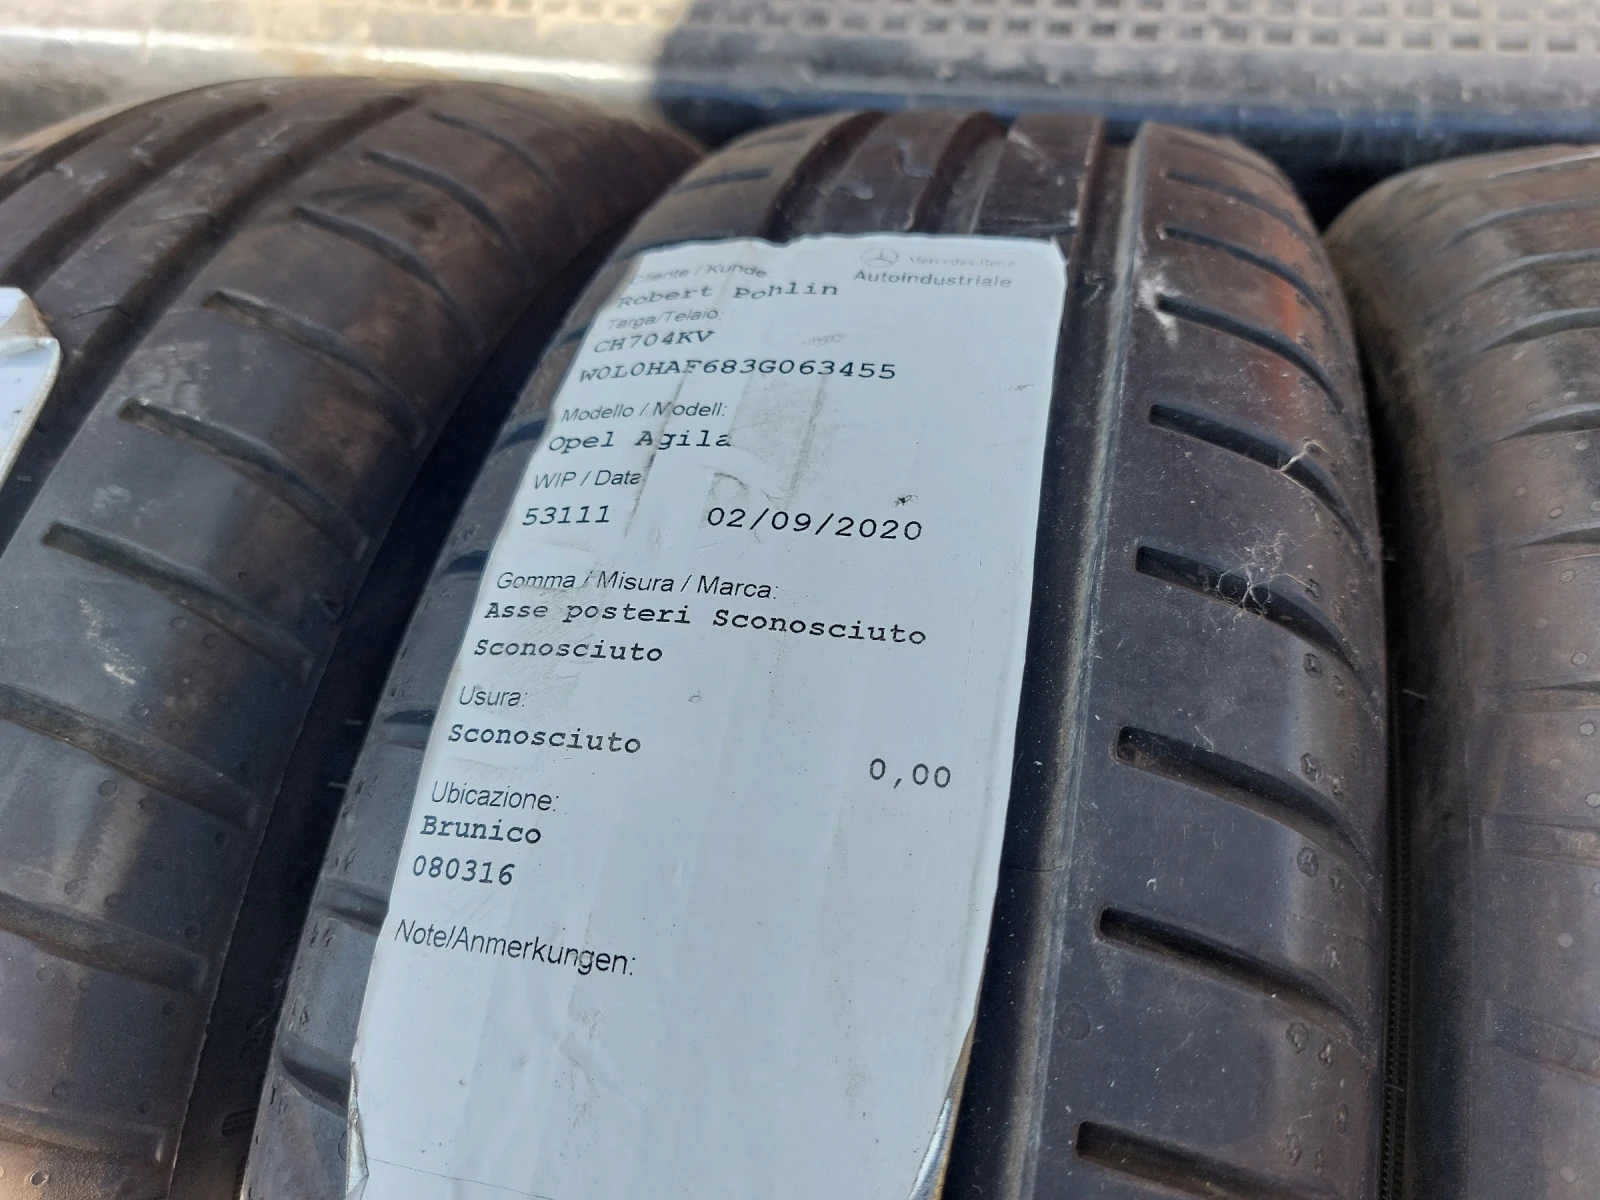 Cliente / Kunde:
Mercedes-Benz
Autoindustriale
Robert Pohlin
Targa/Telaio:
CH704KV
W0L0HAF683G063455
Modello / Modell:
Opel Agila
WIP / Data
53111 02/09/2020
Gomma / Misura / Marca:
Asse posteri Sconosciuto
Sconosciuto
Usura:
Sconosciuto 0,00
Ubicazione:
Brunico
080316
Note/Anmerkungen: